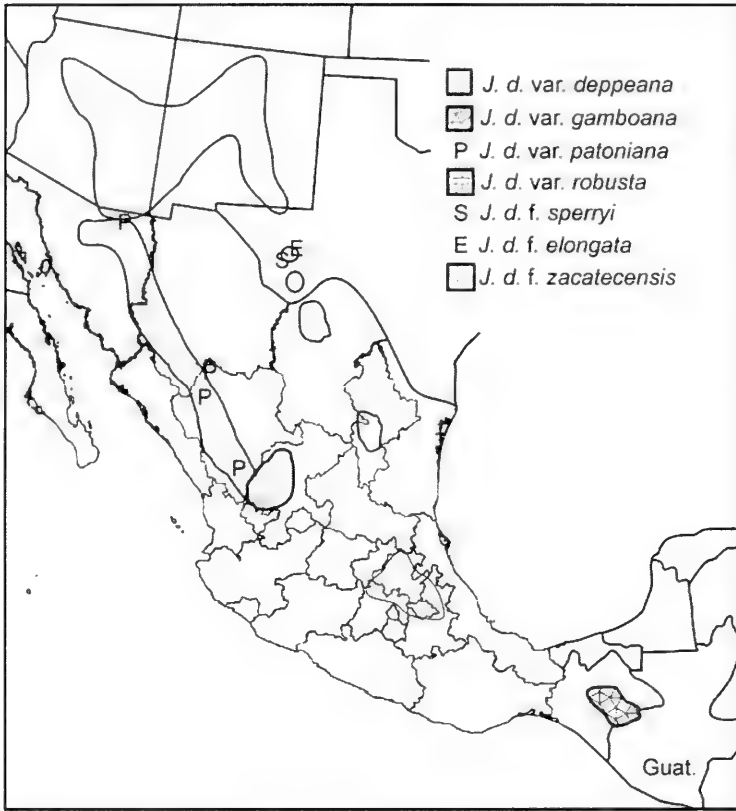 J. d. var. deppeana
J. d. var. gamboana
P J. d. var. patoniana
J. d. var. robusta
S J. d. f. sperryi
E J. d. f. elongata
J. d. f. zacatecensis
P
S E
P
P
Guat.